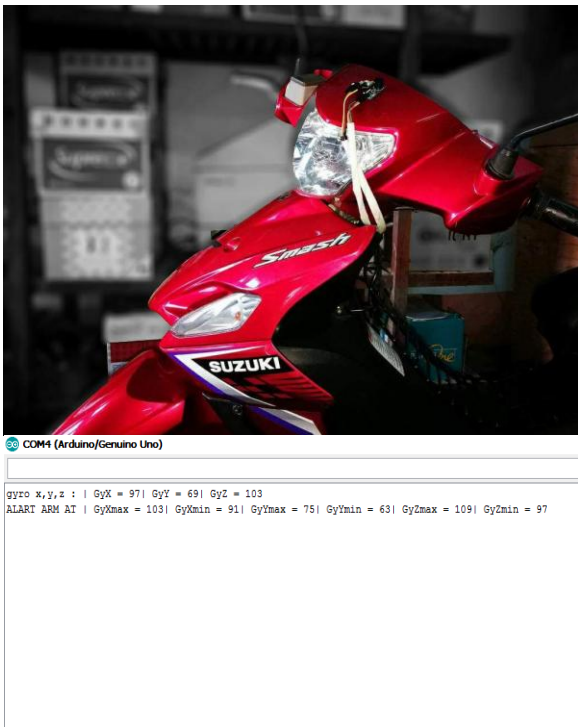 Smash
SUZUKI
COM4 (Arduino/Genuino Uno)
gyro x,y,z : | GyX = 97| GyY = 69| GyZ = 103
ALART ARM AT | GyXmax = 103| GyXmin = 91| GyYmax = 75| GyYmin = 63| GyZmax = 109| GyZmin = 97